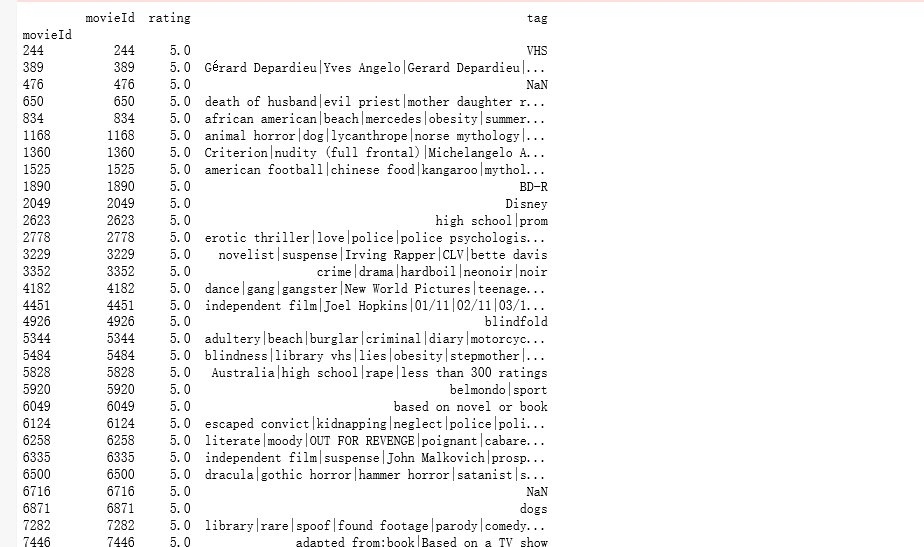 movieId rating tag
movieId
244 244 5.0 VHS
389 389 5.0 Gérard Depardieu|Yves Angelo|Gerard Depardieu|...
476 476 5.0 NaN
650 650 5.0 death of husband|evil priest|mother daughter r...
834 834 5.0 african american|beach|mercedes|obesity|summer...
1168 1168 5.0 animal horror|dog|lycanthrope|norse mythology|...
1360 1360 5.0 Criterion|nudity (full frontal)|Michelangelo A...
1525 1525 5.0 american football|chinese food|kangaroo|mythol...
1890 1890 5.0 BD-R
2049 2049 5.0 Disney
2623 2623 5.0 high school|prom
2778 2778 5.0 erotic thriller|love|police|police psychologis...
3229 3229 5.0 novelist|suspense|Irving Rapper|CLV|bette davis
3352 3352 5.0 crime|drama|hardboil|neonoir|noir
4182 4182 5.0 dance|gang|gangster|New World Pictures|teenage...
4451 4451 5.0 independent film|Joel Hopkins|01/11|02/11|03/1...
4926 4926 5.0 blindfold
5344 5344 5.0 adultery|beach|burglar|criminal|diary|motorcyc...
5484 5484 5.0 blindness|library vhs|lies|obesity|stepmother|...
5828 5828 5.0 Australia|high school|rape|less than 300 ratings
5920 5920 5.0 belmondo|sport
6049 6049 5.0 based on novel or book
6124 6124 5.0 escaped convict|kidnapping|neglect|police|poli...
6258 6258 5.0 literate|moody|OUT FOR REVENGE|poignant|cabare...
6335 6335 5.0 independent film|suspense|John Malkovich|prosp...
6500 6500 5.0 dracula|gothic horror|hammer horror|satanist|s...
6716 6716 5.0 NaN
6871 6871 5.0 dogs
7282 7282 5.0 library|rare|spoof|found footage|parody|comedy...
7446 7446 5.0 adapted from:book|Based on a TV show